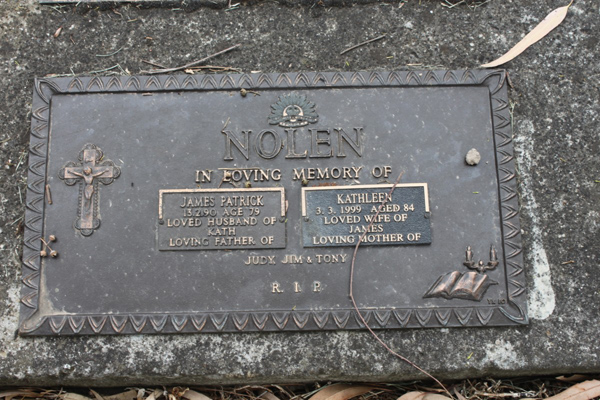 NOLEN
IN LOVING MEMORY OF
JAMES PATRICK
13.7.90. AGE 79
LOVED HUSBAND OF
KATH
LOVING FATHER OF
KATHLEEN
3. 3. 1999 AGED 84
LOVED WIFE OF
JAMES
LOVING MOTHER OF
JUDY, JIM & TONY
R. I. P.